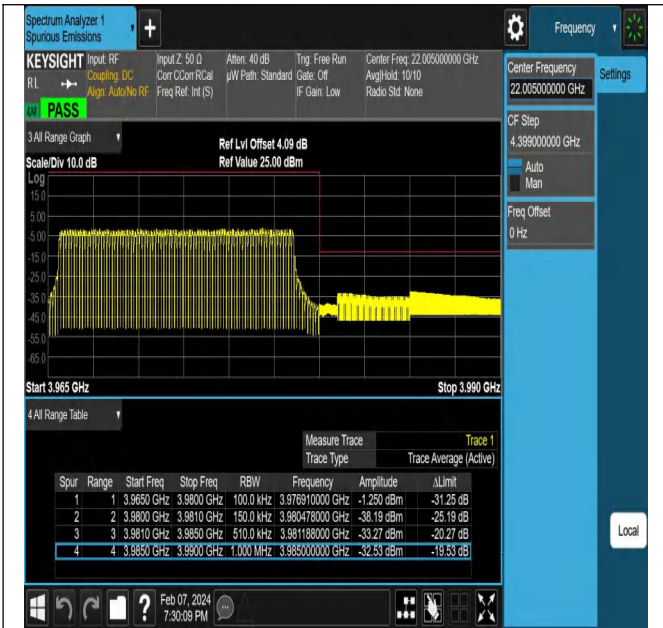 Spectrum Analyzer 1
Spurious Emissions
Frequency
KEYSIGHT
RL
Input: RF
Coupling: DC
Align: Auto/No RF
Input Z: 50 Ω
Corr CCorr RCal
Freq Ref: Int (S)
Atten: 40 dB
µW Path: Standard
Trig: Free Run
Gate: Off
IF Gain: Low
Center Freq: 22.005000000 GHz
Avg|Hold: 10/10
Radio Std: None
LXI PASS
Center Frequency
22.005000000 GHz
Settings
CF Step
4.399000000 GHz
Auto
Man
Freq Offset
0 Hz
3 All Range Graph
Ref Lvl Offset 4.09 dB
Scale/Div 10.0 dB Ref Value 25.00 dBm
Log
15.0
5.00
-5.00
-15.0
-25.0
-35.0
-45.0
-55.0
-65.0
Start 3.965 GHz Stop 3.990 GHz
4 All Range Table
Measure Trace Trace 1
Trace Type Trace Average (Active)
Spur Range Start Freq Stop Freq RBW Frequency Amplitude ΔLimit
1 1 3.9650 GHz 3.9800 GHz 100.0 kHz 3.976910000 GHz -1.250 dBm -31.25 dB
2 2 3.9800 GHz 3.9810 GHz 150.0 kHz 3.980478000 GHz -38.19 dBm -25.19 dB
3 3 3.9810 GHz 3.9850 GHz 510.0 kHz 3.981188000 GHz -33.27 dBm -20.27 dB
4 4 3.9850 GHz 3.9900 GHz 1.000 MHz 3.985000000 GHz -32.53 dBm -19.53 dB
Local
Feb 07, 2024
7:30:09 PM